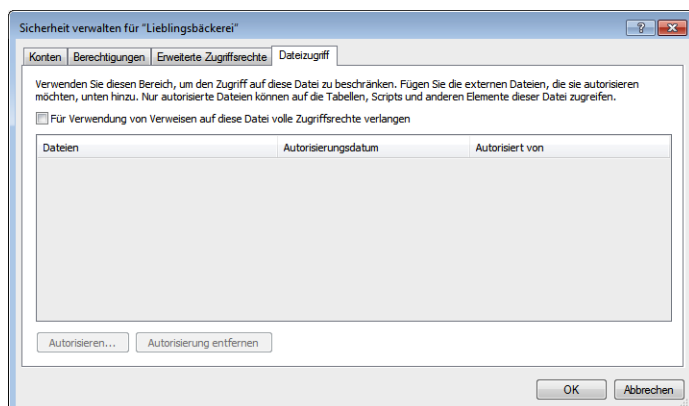 Sicherheit verwalten für "Lieblingsbäckerei"
Konten Berechtigungen Erweiterte Zugriffsrechte Dateizugriff
Verwenden Sie diesen Bereich, um den Zugriff auf diese Datei zu beschränken. Fügen Sie die externen Dateien, die sie autorisieren
möchten, unten hinzu. Nur autorisierte Dateien können auf die Tabellen, Scripts und anderen Elemente dieser Datei zugreifen.
Für Verwendung von Verweisen auf diese Datei volle Zugriffsrechte verlangen
Dateien Autorisierungsdatum Autorisiert von
Autorisieren... Autorisierung entfernen
OK Abbrechen